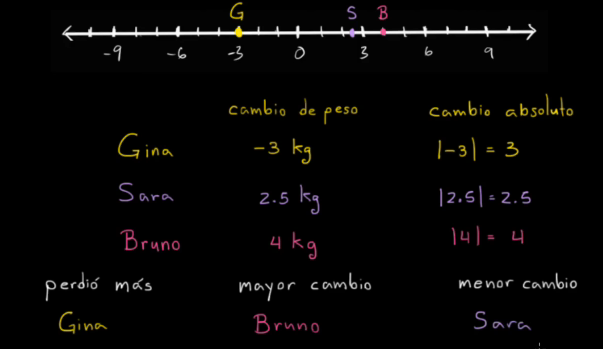 G S B
-9 -6 -3 0 3 6 9
cambio de peso cambio absoluto
Gina -3 kg |-3| = 3
Sara 2.5 kg |2.5| = 2.5
Bruno 4 kg |4| = 4
perdió más mayor cambio menor cambio
Gina Bruno Sara